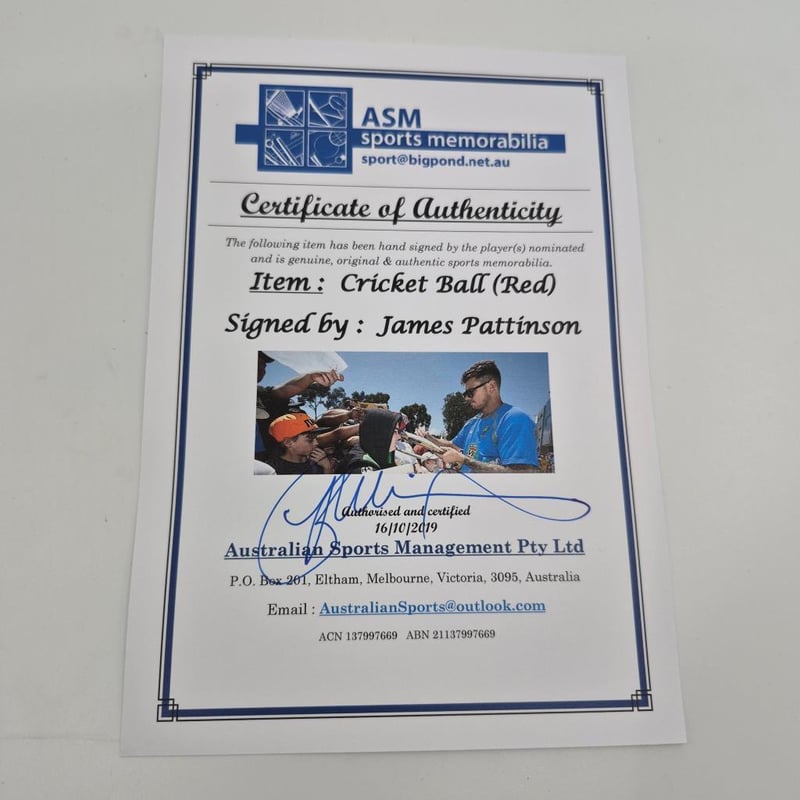 ASM
sports memorabilia
sport@bigpond.net.au
Certificate of Authenticity
The following item has been hand signed by the player(s) nominated
and is genuine, original & authentic sports memorabilia.
Item : Cricket Ball (Red)
Signed by : James Pattinson
Authorised and certified
16/10/2019
Australian Sports Management Pty Ltd
P.O. Box 201, Eltham, Melbourne, Victoria, 3095, Australia
Email : AustralianSports@outlook.com
ACN 137997669 ABN 21137997669